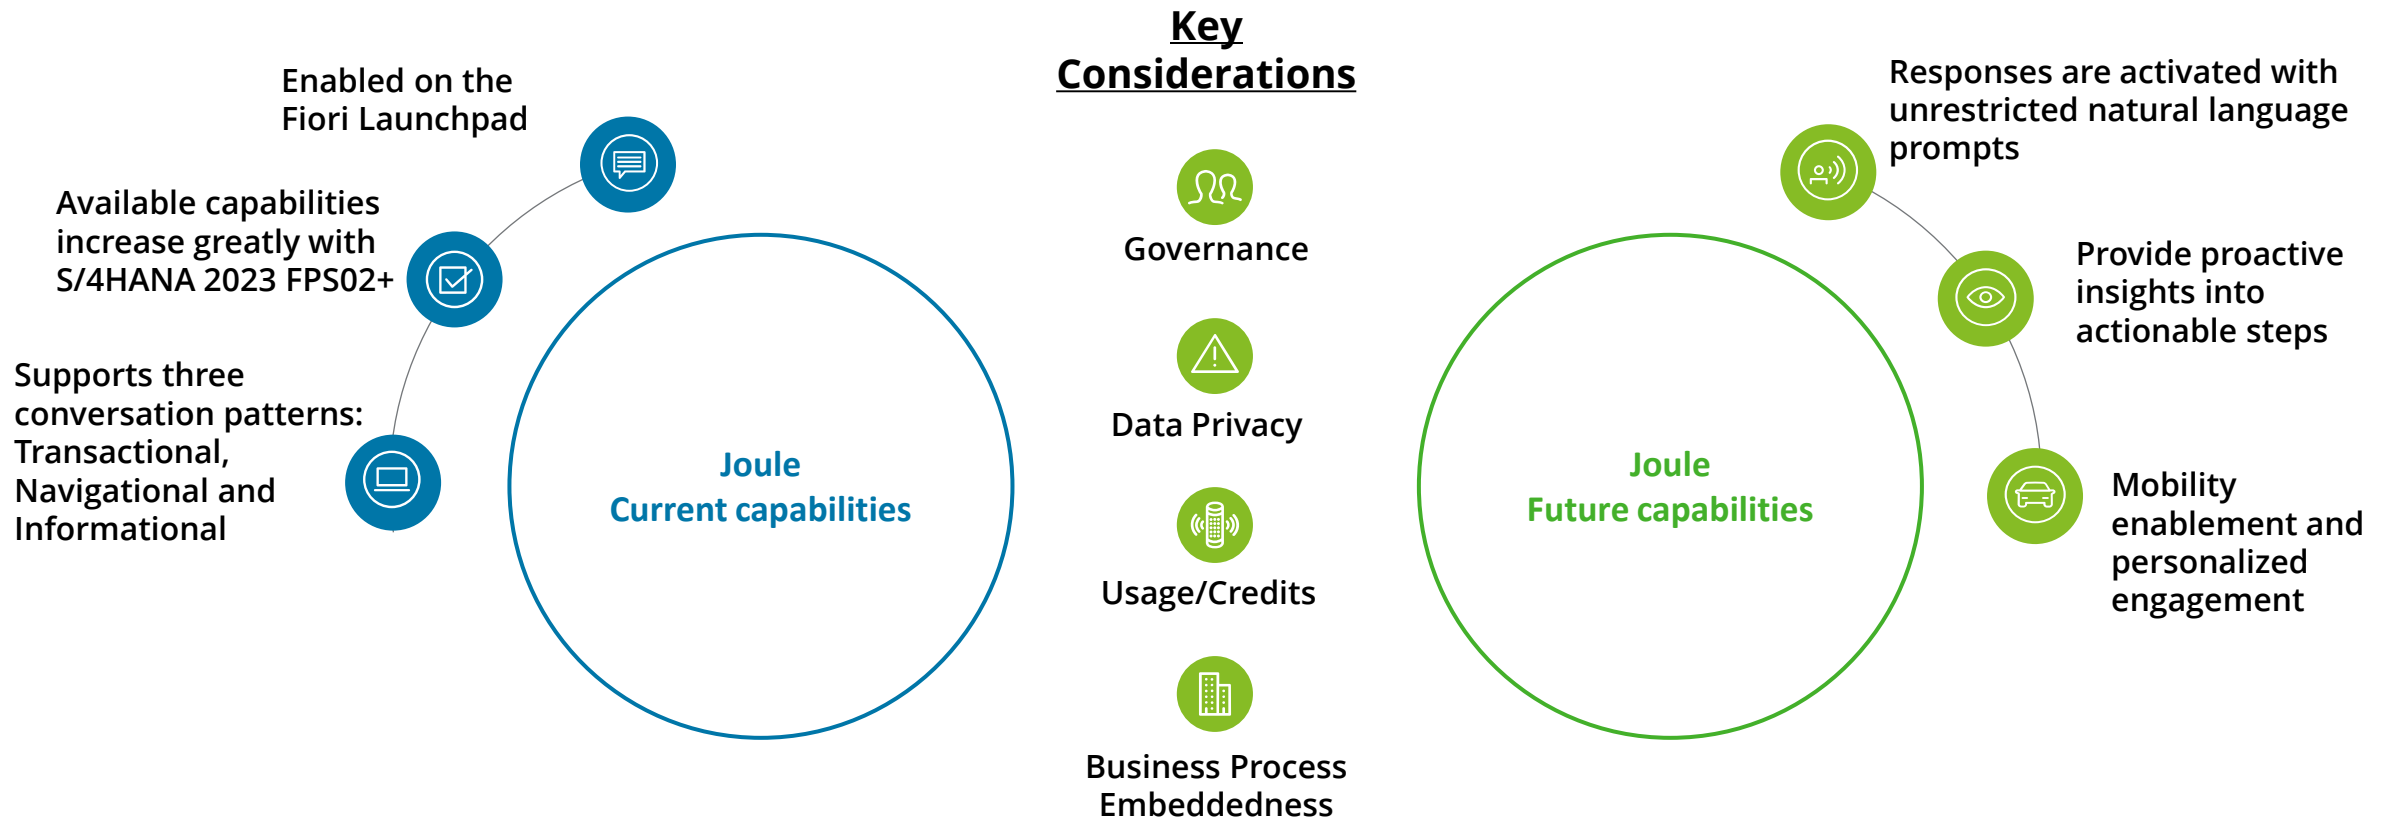 Key
Considerations
Enabled on the
Fiori Launchpad
Available capabilities
increase greatly with
S/4HANA 2023 FPS02+
Supports three
conversation patterns:
Transactional,
Navigational and
Informational
Joule
Current capabilities
Governance
Data Privacy
Usage/Credits
Business Process
Embeddedness
Joule
Future capabilities
Responses are activated with
unrestricted natural language
prompts
Provide proactive
insights into
actionable steps
Mobility
enablement and
personalized
engagement